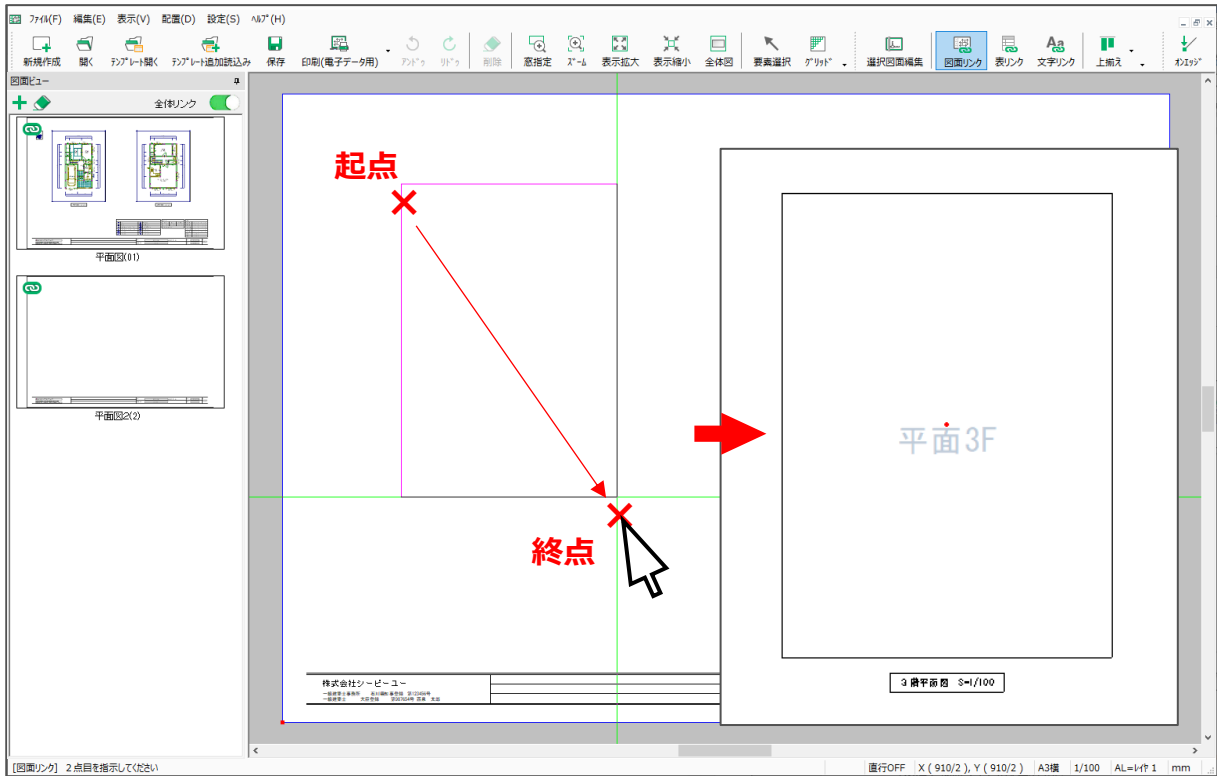 ﾌｧｲﾙ(F) 編集(E) 表示(V) 配置(D) 設定(S) ﾍﾙﾌﾟ(H)
新規作成 開く ﾃﾝﾌﾟﾚｰﾄ開く ﾃﾝﾌﾟﾚｰﾄ追加読込み 保存 印刷(電子データ用) ｱﾝﾄﾞｩ ﾘﾄﾞｩ 削除 窓指定 ｽﾞｰﾑ 表示拡大 表示縮小 全体図 要素選択 ｸﾞﾘｯﾄﾞ 選択図面編集 図面リンク 表リンク 文字リンク 上揃え ｵﾝｴｯｼﾞ
図面ビュー
全体リンク
平面図(01)
平面図2(2)
起点
終点
平面3F
3階平面図 S=1/100
株式会社シーピーユー
[図面リンク] 2点目を指示してください
直行OFF X ( 910/2 ), Y ( 910/2 ) A3横 1/100 AL=ﾚｲﾔ 1 mm